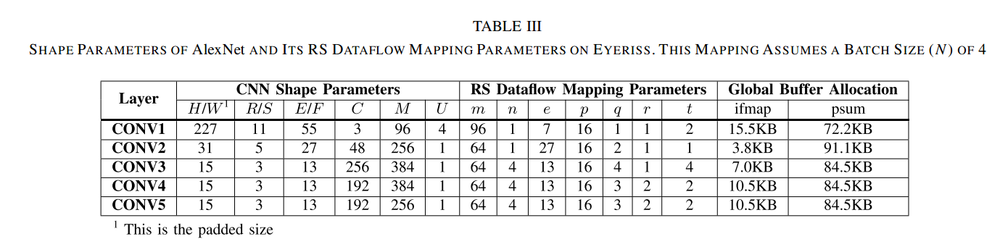 TABLE III
SHAPE PARAMETERS OF AlexNet AND ITS RS DATAFLOW MAPPING PARAMETERS ON EYERISS. THIS MAPPING ASSUMES A BATCH SIZE (N) OF 4
Layer CNN Shape Parameters RS Dataflow Mapping Parameters Global Buffer Allocation
H/W¹ R/S E/F C M U m n e p q r t ifmap psum
CONV1 227 11 55 3 96 4 96 1 7 16 1 1 2 15.5KB 72.2KB
CONV2 31 5 27 48 256 1 64 1 27 16 2 1 1 3.8KB 91.1KB
CONV3 15 3 13 256 384 1 64 4 13 16 4 1 4 7.0KB 84.5KB
CONV4 15 3 13 192 384 1 64 4 13 16 3 2 2 10.5KB 84.5KB
CONV5 15 3 13 192 256 1 64 4 13 16 3 2 2 10.5KB 84.5KB
¹ This is the padded size